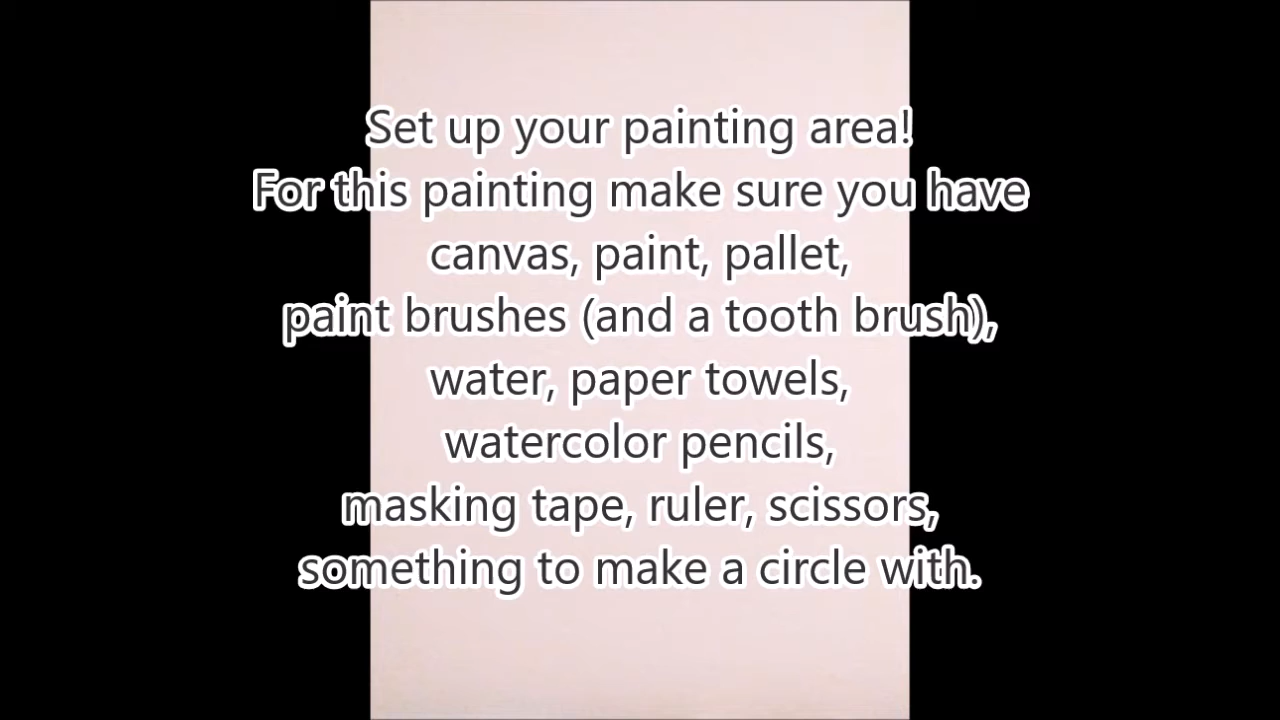 Set up your painting area!
For this painting make sure you have
canvas, paint, pallet,
paint brushes (and a tooth brush),
water, paper towels,
watercolor pencils,
masking tape, ruler, scissors,
something to make a circle with.